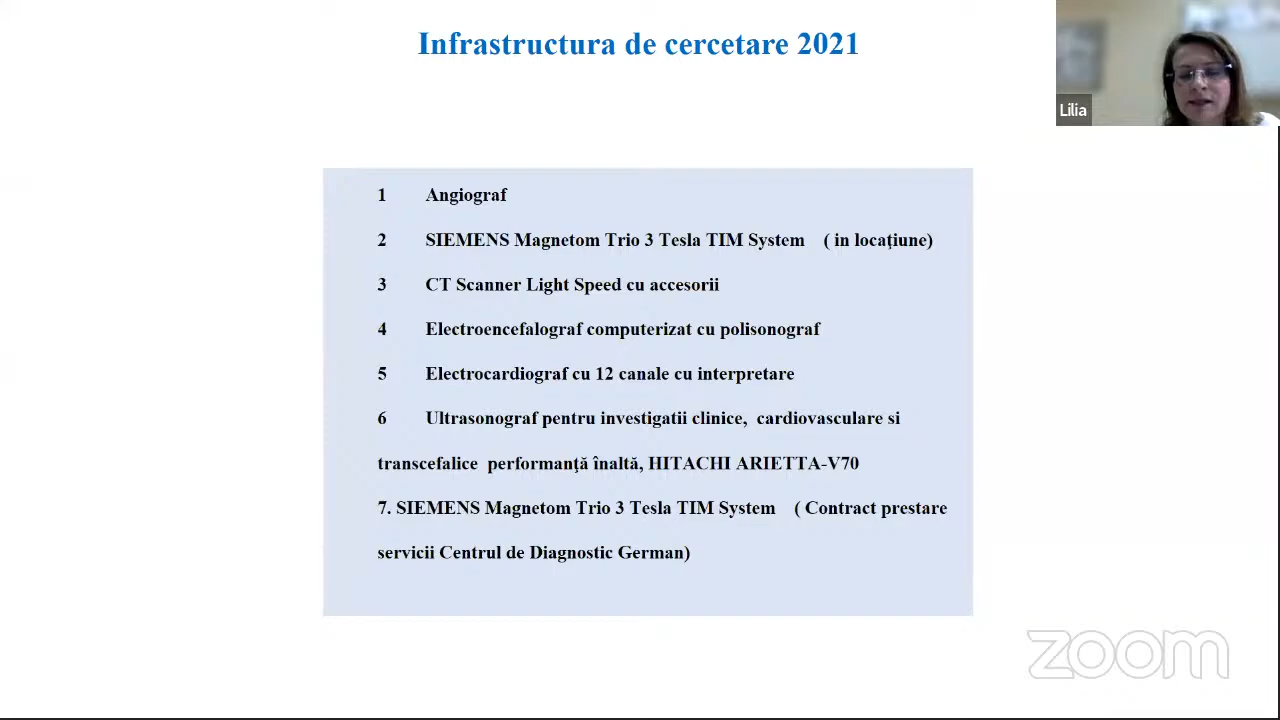 Infrastructura de cercetare 2021
Lilia
1 Angiograf
2 SIEMENS Magnetom Trio 3 Tesla TIM System ( in locaţiune)
3 CT Scanner Light Speed cu accesorii
4 Electroencefalograf computerizat cu polisonograf
5 Electrocardiograf cu 12 canale cu interpretare
6 Ultrasonograf pentru investigatii clinice, cardiovasculare si
transcefalice performanţă înaltă, HITACHI ARIETTA-V70
7. SIEMENS Magnetom Trio 3 Tesla TIM System ( Contract prestare
servicii Centrul de Diagnostic German)
zoom